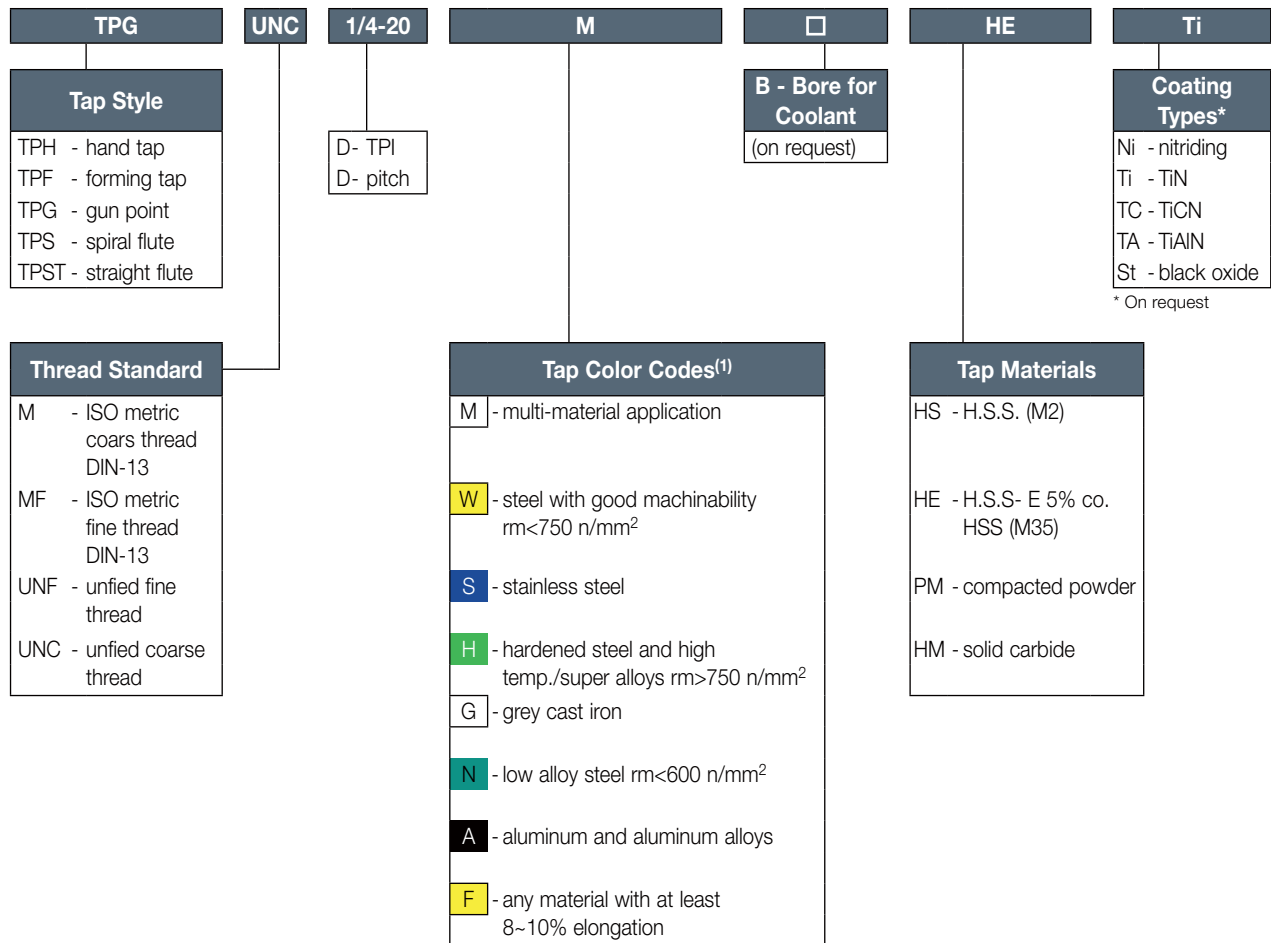 TPG UNC 1/4-20 M □ HE Ti
Tap Style
TPH - hand tap
TPF - forming tap
TPG - gun point
TPS - spiral flute
TPST - straight flute
D- TPI
D- pitch
B - Bore for
Coolant
(on request)
Coating
Types*
Ni - nitriding
Ti - TiN
TC - TiCN
TA - TiAlN
St - black oxide
* On request
Thread Standard
M - ISO metric
coars thread
DIN-13
MF - ISO metric
fine thread
DIN-13
UNF - unfied fine
thread
UNC - unfied coarse
thread
Tap Color Codes(1)
M - multi-material application
W - steel with good machinability
rm<750 n/mm²
S - stainless steel
H - hardened steel and high
temp./super alloys rm>750 n/mm²
G - grey cast iron
N - low alloy steel rm<600 n/mm²
A - aluminum and aluminum alloys
F - any material with at least
8~10% elongation
Tap Materials
HS - H.S.S. (M2)
HE - H.S.S- E 5% co.
HSS (M35)
PM - compacted powder
HM - solid carbide